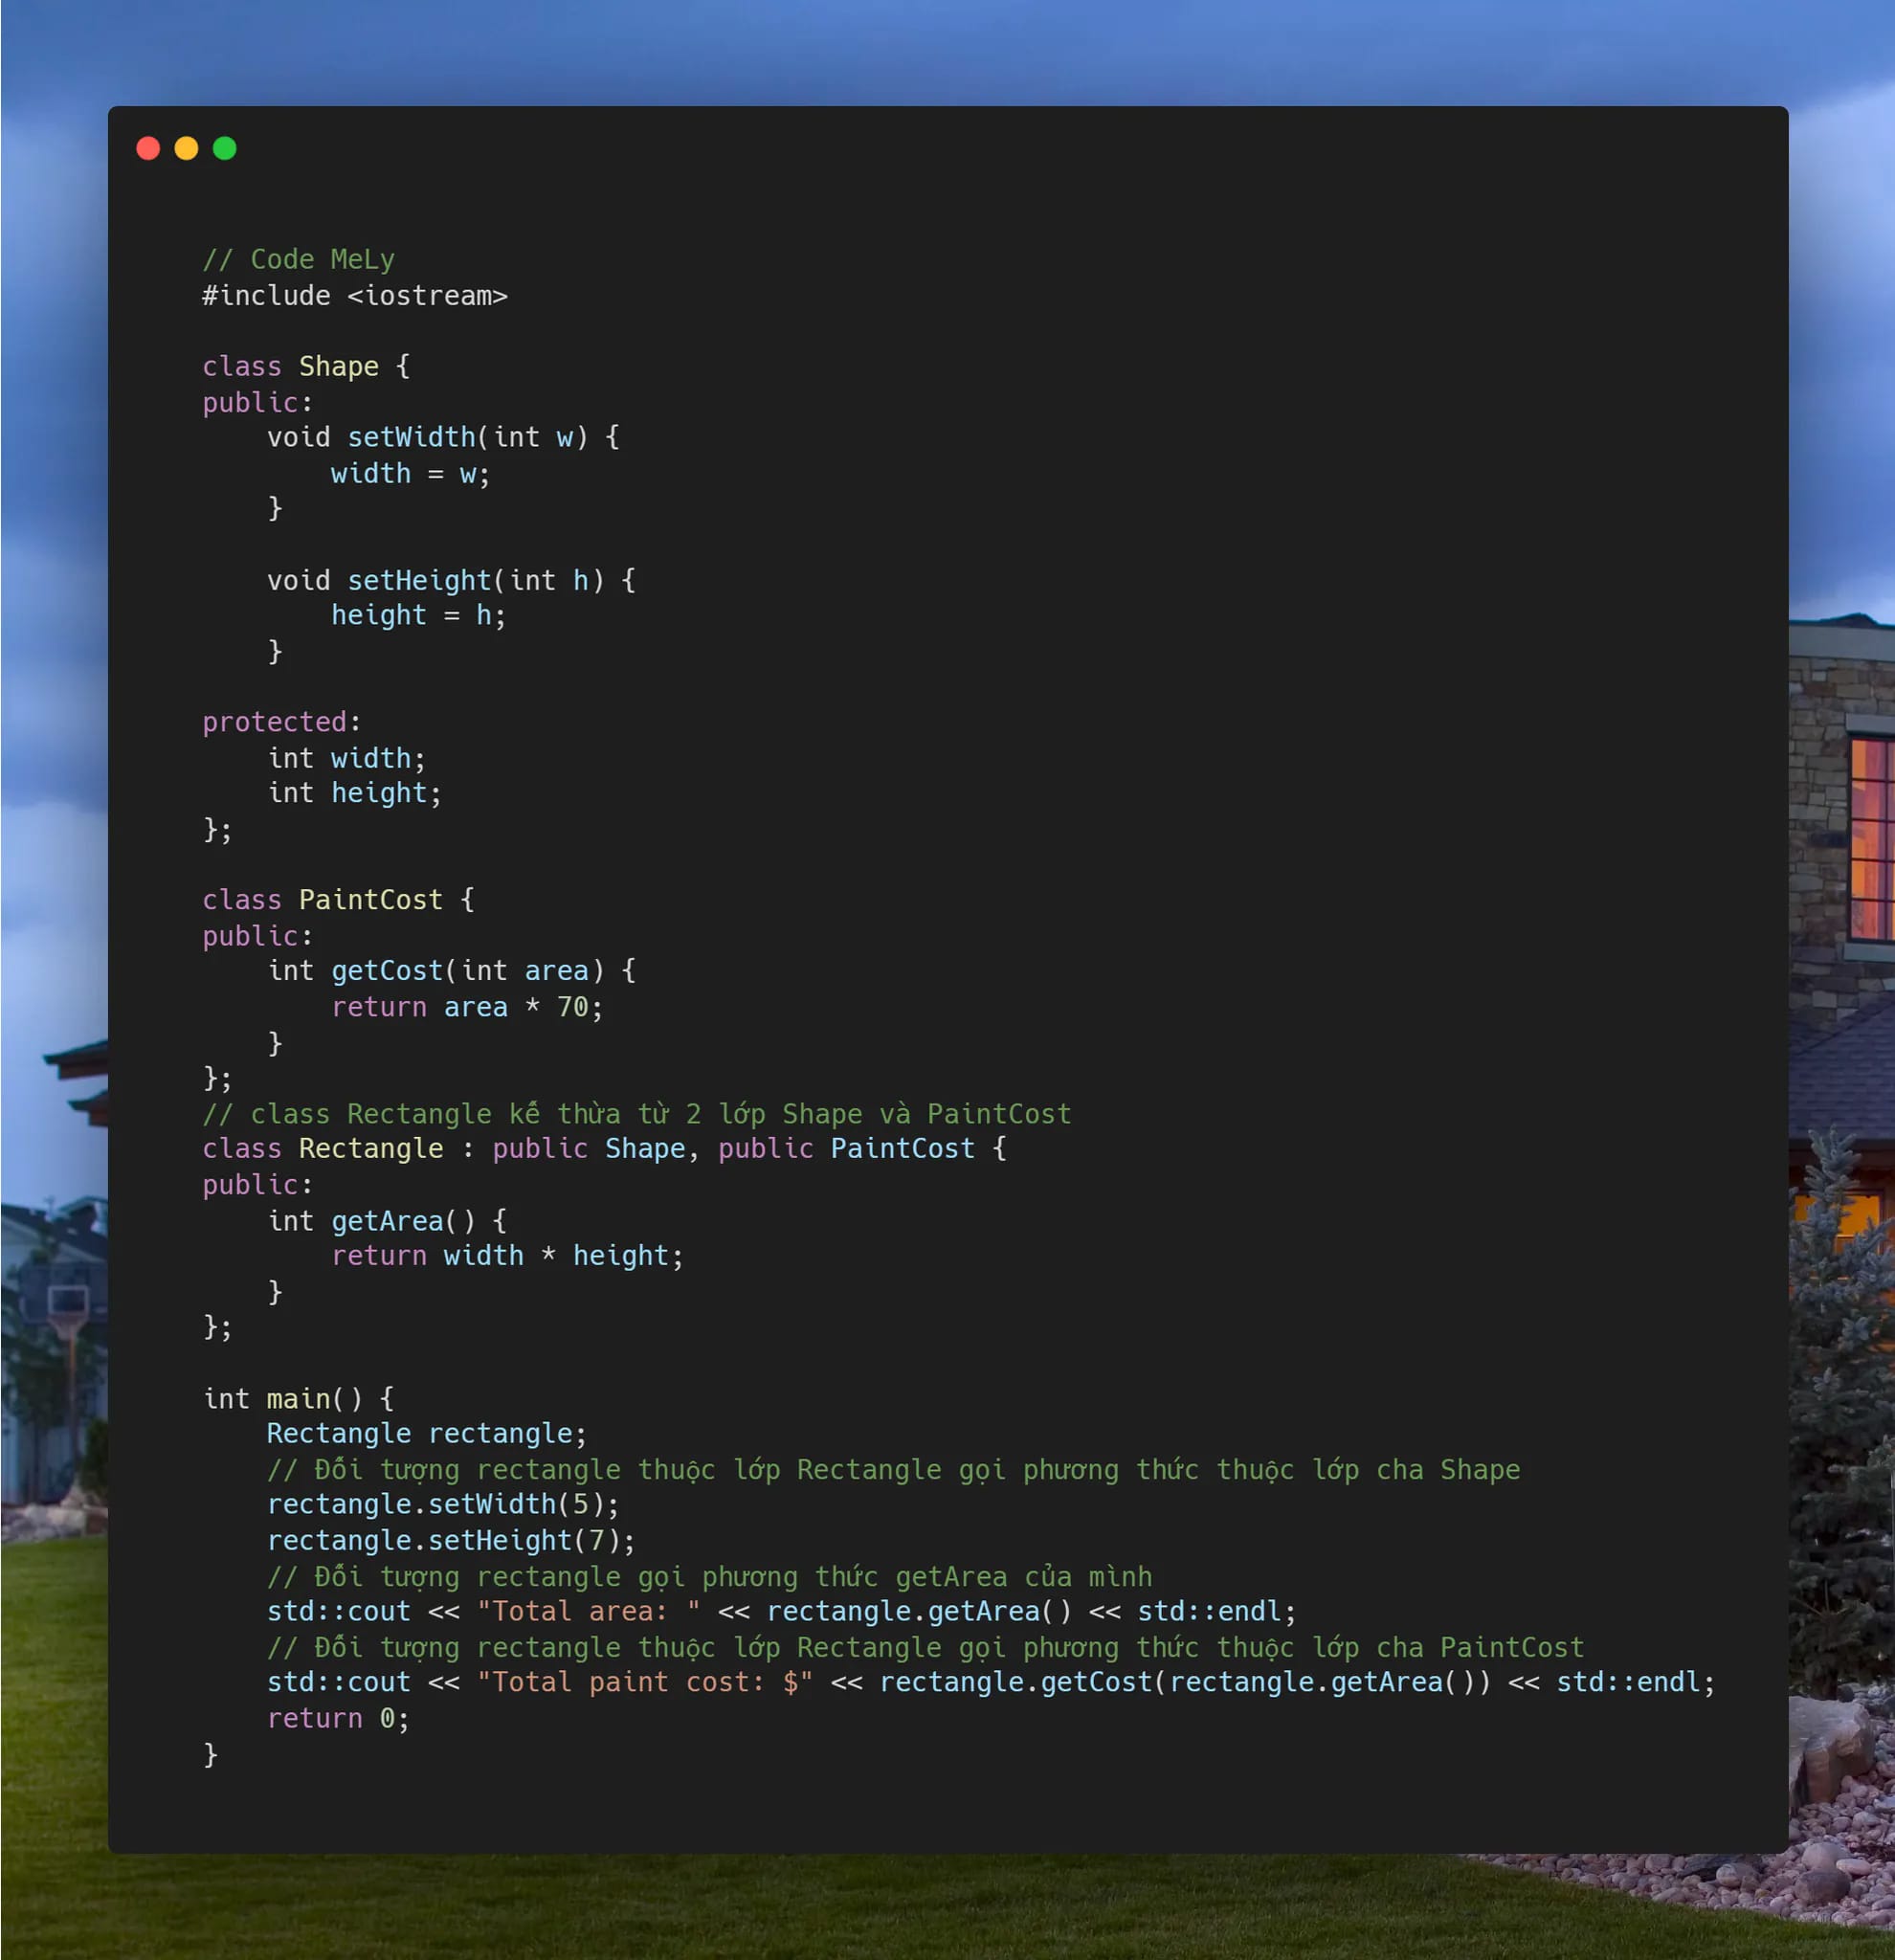 // Code MeLy
#include <iostream>
class Shape {
public:
    void setWidth(int w) {
        width = w;
    }
    void setHeight(int h) {
        height = h;
    }
protected:
    int width;
    int height;
};
class PaintCost {
public:
    int getCost(int area) {
        return area * 70;
    }
};
// class Rectangle kế thừa từ 2 lớp Shape và PaintCost
class Rectangle : public Shape, public PaintCost {
public:
    int getArea() {
        return width * height;
    }
};
int main() {
    Rectangle rectangle;
    // Đối tượng rectangle thuộc lớp Rectangle gọi phương thức thuộc lớp cha Shape
    rectangle.setWidth(5);
    rectangle.setHeight(7);
    // Đối tượng rectangle gọi phương thức getArea của mình
    std::cout << "Total area: " << rectangle.getArea() << std::endl;
    // Đối tượng rectangle thuộc lớp Rectangle gọi phương thức thuộc lớp cha PaintCost
    std::cout << "Total paint cost: $" << rectangle.getCost(rectangle.getArea()) << std::endl;
    return 0;
}